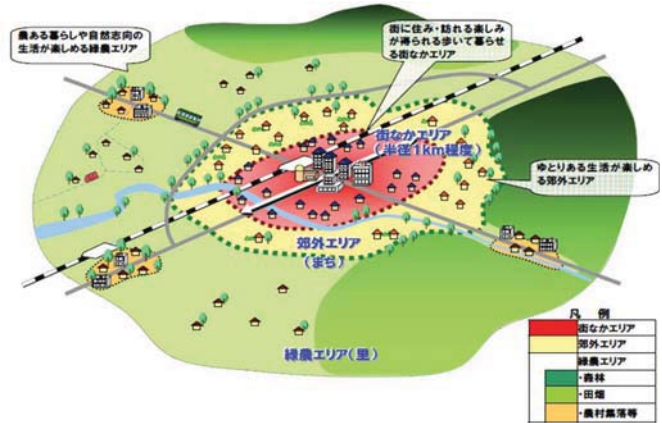 農ある暮らしや自然志向の
生活が楽しめる緑農エリア
街に住み・訪れる楽しみ
が得られる歩いて暮らせ
る街なかエリア
街なかエリア
（半径1km程度）
ゆとりある生活が楽し
める郊外エリア
郊外エリア
（まち）
緑農エリア（里）
凡 例
街なかエリア
郊外エリア
緑農エリア
・森林
・田畑
・農村集落等